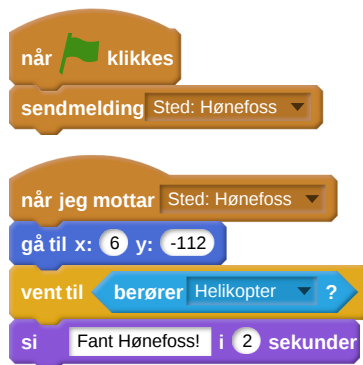 når klikkes
sendmelding Sted: Hønefoss
når jeg mottar Sted: Hønefoss
gå til x: 6 y: -112
vent til berører Helikopter ?
si Fant Hønefoss! i 2 sekunder